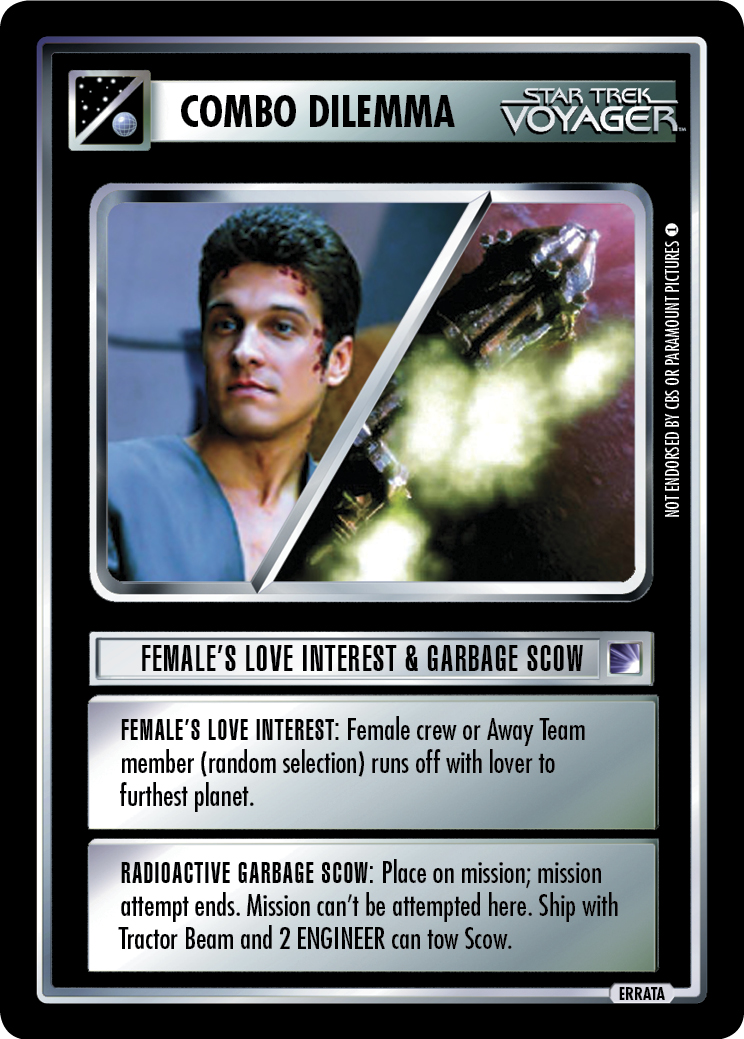 COMBO DILEMMA
STAR TREK
VOYAGER™
NOT ENDORSED BY CBS OR PARAMOUNT PICTURES 1
FEMALE'S LOVE INTEREST & GARBAGE SCOW
FEMALE'S LOVE INTEREST: Female crew or Away Team
member (random selection) runs off with lover to
furthest planet.
RADIOACTIVE GARBAGE SCOW: Place on mission; mission
attempt ends. Mission can't be attempted here. Ship with
Tractor Beam and 2 ENGINEER can tow Scow.
ERRATA